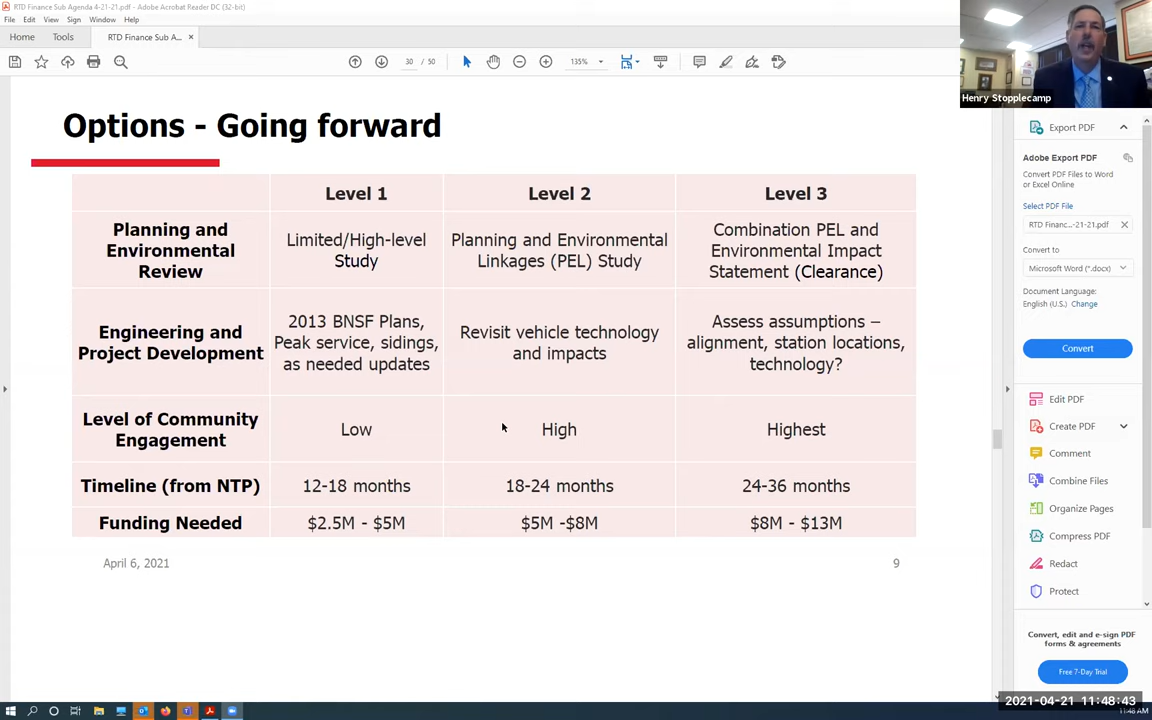 RTD Finance Sub Agenda 4-21-21.pdf - Adobe Acrobat Reader DC (32-bit)
File Edit View Sign Window Help
Home Tools RTD Finance Sub A... ×
30 / 50 135%
Henry Stopplecamp
Options - Going forward
Level 1 Level 2 Level 3
Planning and
Environmental
Review
Limited/High-level
Study
Planning and Environmental
Linkages (PEL) Study
Combination PEL and
Environmental Impact
Statement (Clearance)
Engineering and
Project Development
2013 BNSF Plans,
Peak service, sidings,
as needed updates
Revisit vehicle technology
and impacts
Assess assumptions –
alignment, station locations,
technology?
Level of Community
Engagement
Low High Highest
Timeline (from NTP) 12-18 months 18-24 months 24-36 months
Funding Needed $2.5M - $5M $5M -$8M $8M - $13M
April 6, 2021 9
Export PDF
Adobe Export PDF
Convert PDF Files to Word
or Excel Online
Select PDF File
RTD Financ...-21-21.pdf
Convert to
Microsoft Word (*.docx)
Document Language:
English (U.S.) Change
Convert
Edit PDF
Create PDF
Comment
Combine Files
Organize Pages
Compress PDF
Redact
Protect
Convert, edit and e-sign PDF
forms & agreements
Free 7-Day Trial
2021-04-21 11:48:43
11:48 AM